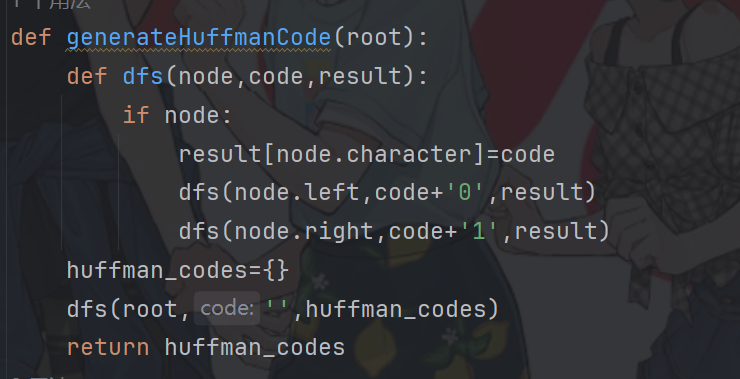 def generateHuffmanCode(root):
    def dfs(node,code,result):
        if node:
            result[node.character]=code
            dfs(node.left,code+'0',result)
            dfs(node.right,code+'1',result)
    huffman_codes={}
    dfs(root, code: '',huffman_codes)
    return huffman_codes